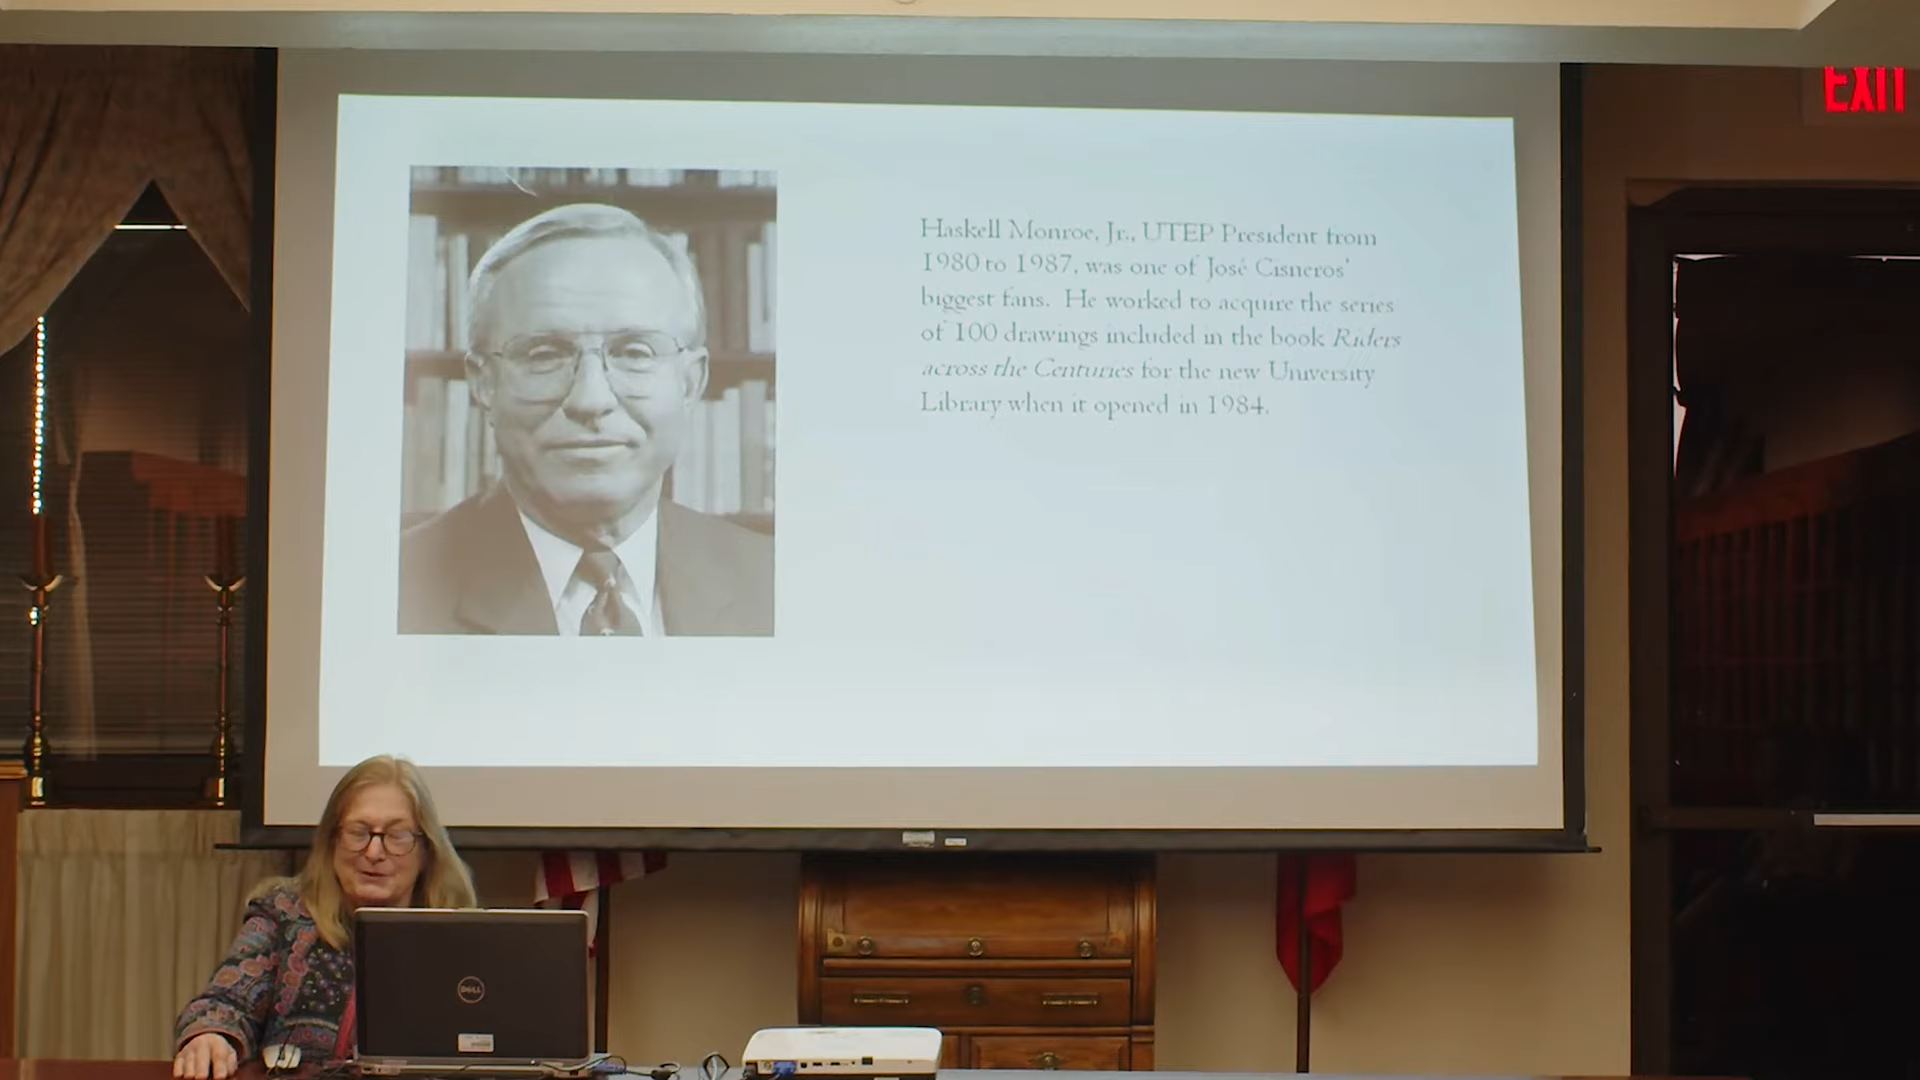 EXIT
Haskell Monroe, Jr., UTEP President from
1980 to 1987, was one of José Cisneros'
biggest fans. He worked to acquire the series
of 100 drawings included in the book Riders
across the Centuries for the new University
Library when it opened in 1984.
DELL